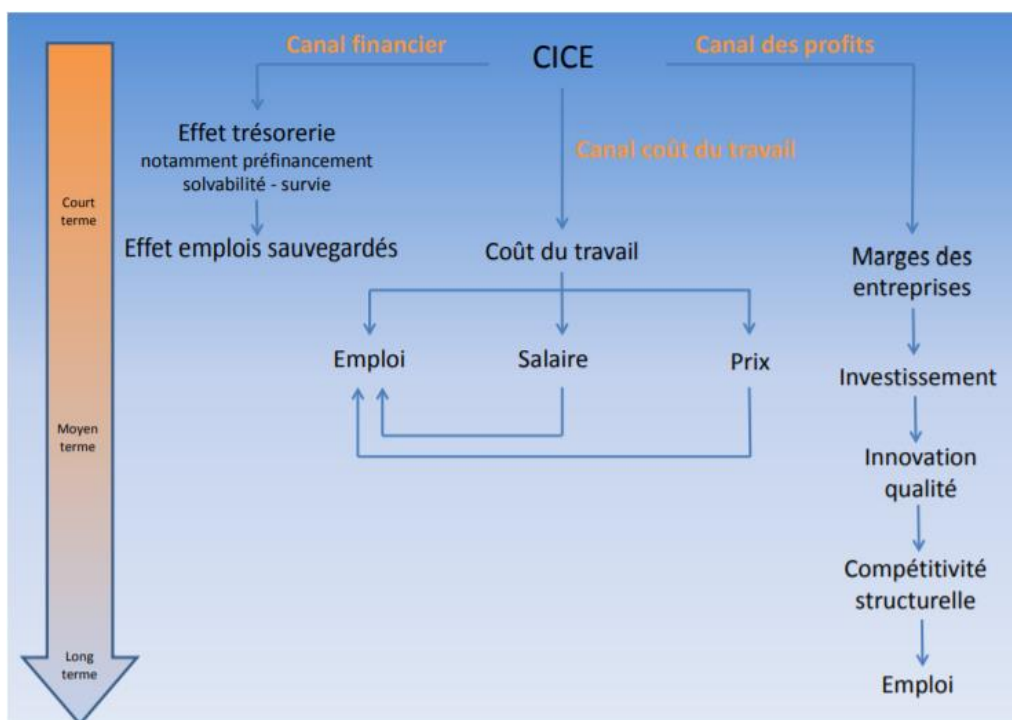 Canal financier
CICE
Canal des profits
Effet trésorerie
notamment préfinancement
solvabilité - survie
Canal coût du travail
Court
terme
Effet emplois sauvegardés
Coût du travail
Marges des
entreprises
Emploi
Salaire
Prix
Investissement
Moyen
terme
Innovation
qualité
Compétitivité
structurelle
Long
terme
Emploi